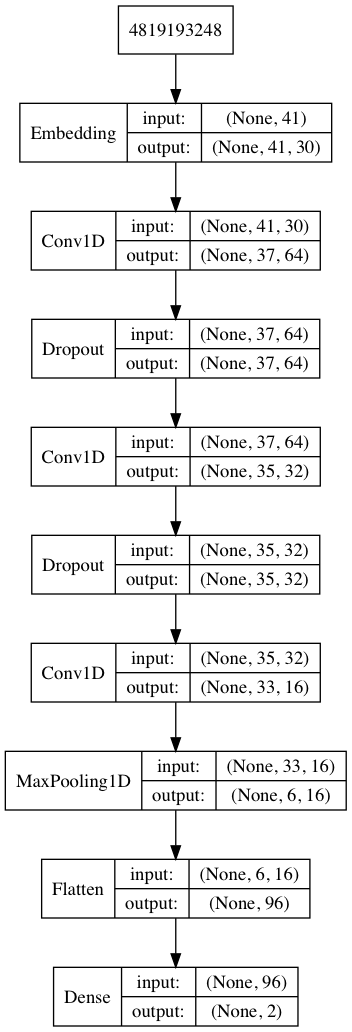 4819193248
Embedding
input: (None, 41)
output: (None, 41, 30)
Conv1D
input: (None, 41, 30)
output: (None, 37, 64)
Dropout
input: (None, 37, 64)
output: (None, 37, 64)
Conv1D
input: (None, 37, 64)
output: (None, 35, 32)
Dropout
input: (None, 35, 32)
output: (None, 35, 32)
Conv1D
input: (None, 35, 32)
output: (None, 33, 16)
MaxPooling1D
input: (None, 33, 16)
output: (None, 6, 16)
Flatten
input: (None, 6, 16)
output: (None, 96)
Dense
input: (None, 96)
output: (None, 2)